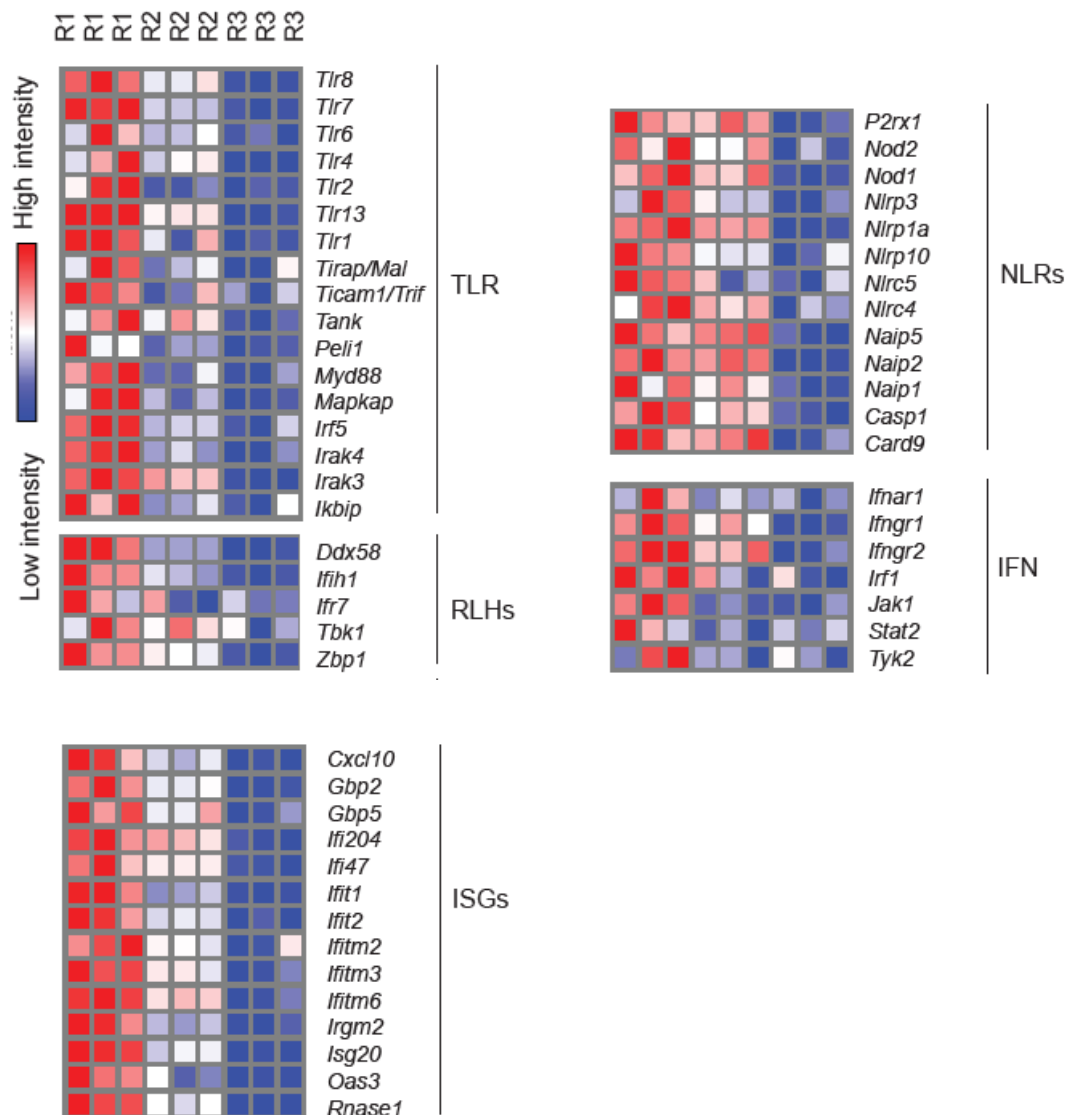 R1 R1 R1 R2 R2 R2 R3 R3 R3
High intensity
Low intensity
Tlr8
Tlr7
Tlr6
Tlr4
Tlr2
Tlr13
Tlr1
Tirap/Mal
Ticam1/Trif
Tank
Peli1
Myd88
Mapkap
Irf5
Irak4
Irak3
Ikbip
TLR
Ddx58
Ifih1
Ifr7
Tbk1
Zbp1
RLHs
Cxcl10
Gbp2
Gbp5
Ifi204
Ifi47
Ifit1
Ifit2
Ifitm2
Ifitm3
Ifitm6
Irgm2
Isg20
Oas3
Rnase1
ISGs
P2rx1
Nod2
Nod1
Nlrp3
Nlrp1a
Nlrp10
Nlrc5
Nlrc4
Naip5
Naip2
Naip1
Casp1
Card9
NLRs
Ifnar1
Ifngr1
Ifngr2
Irf1
Jak1
Stat2
Tyk2
IFN